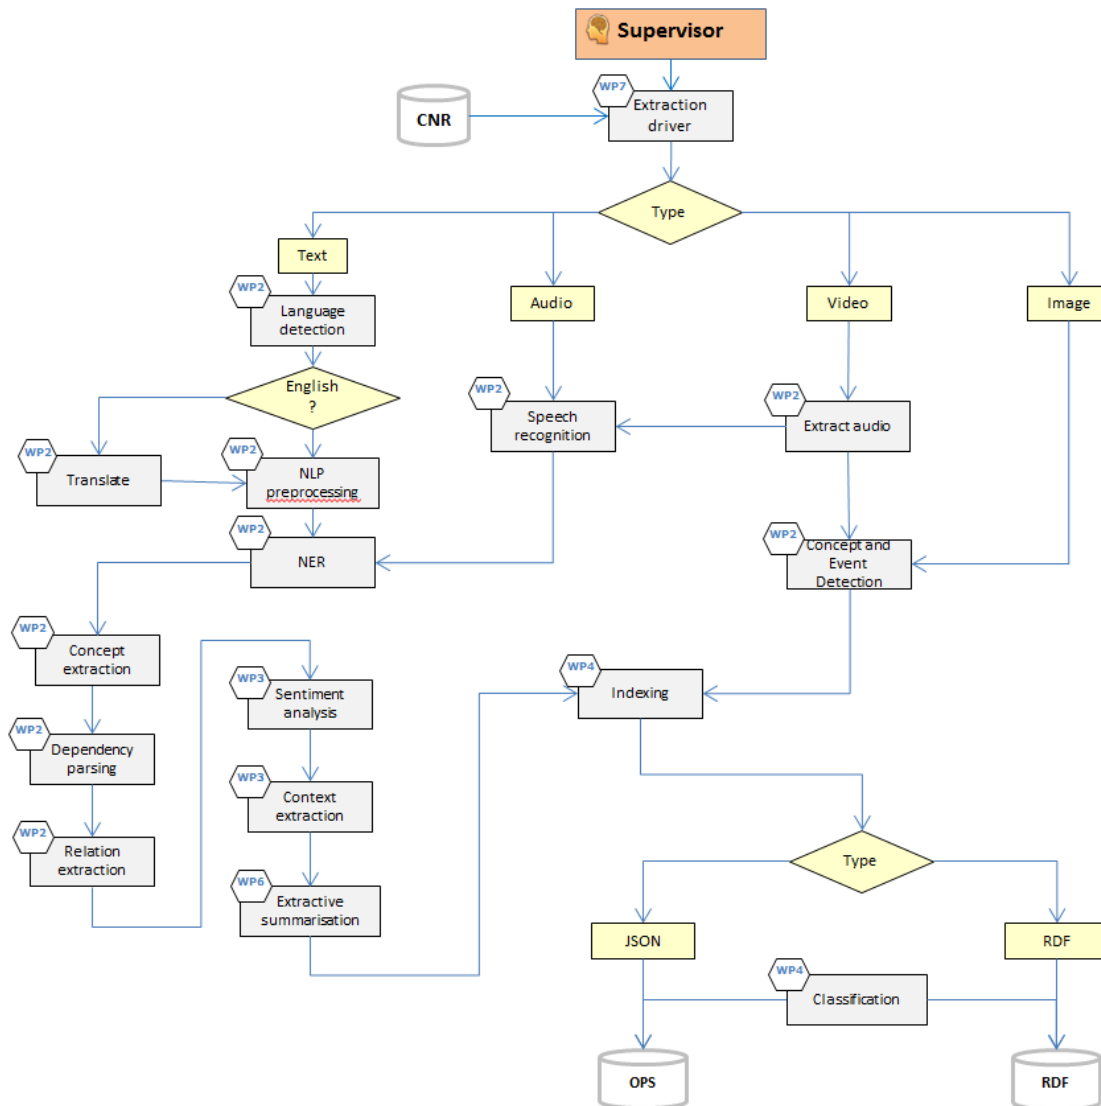 Supervisor
WP7
Extraction
driver
CNR
Type
Text
WP2
Language
detection
Audio
Video
Image
English
?
WP2
Speech
recognition
WP2
Extract audio
WP2
Translate
WP2
NLP
preprocessing
WP2
NER
WP2
Concept and
Event
Detection
WP2
Concept
extraction
WP3
Sentiment
analysis
WP4
Indexing
WP2
Dependency
parsing
WP3
Context
extraction
WP2
Relation
extraction
Type
WP6
Extractive
summarisation
JSON
RDF
WP4
Classification
OPS
RDF